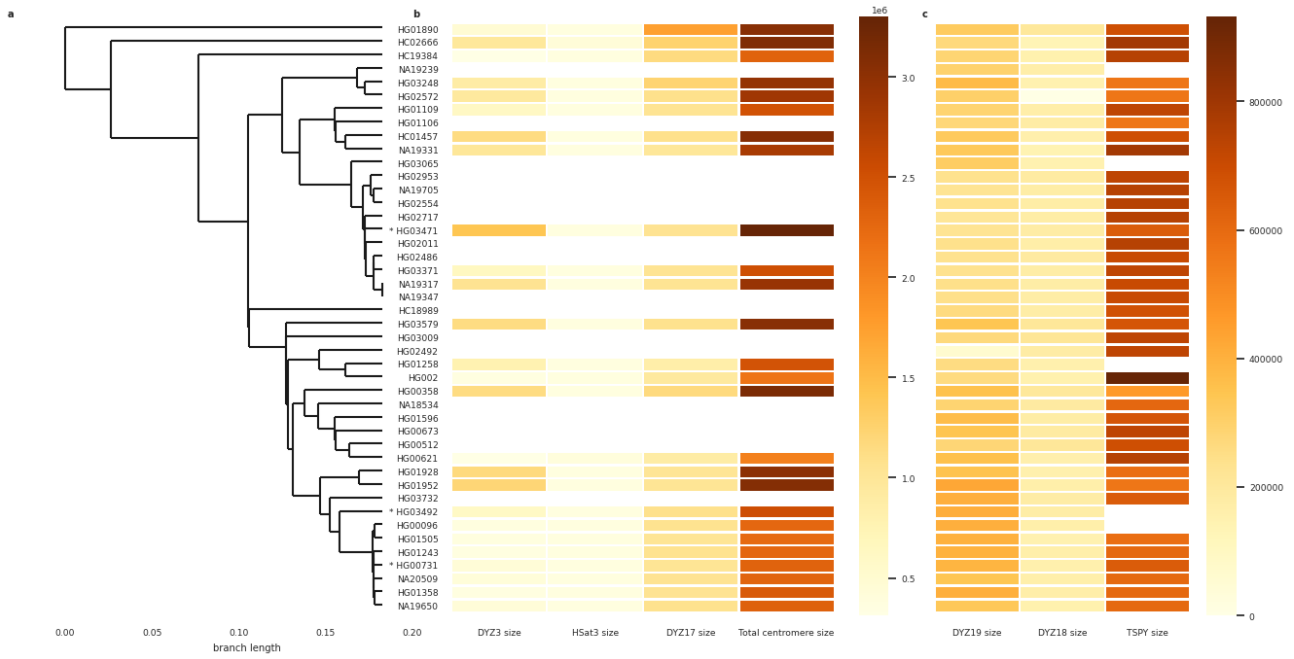 a
b
1e6
c
HG01890
HC02666
HC19384
NA19239
HG03248
HG02572
HG01109
HG01106
HC01457
NA19331
HG03065
HG02953
NA19705
HG02554
HG02717
* HG03471
HG02011
HG02486
HG03371
NA19317
NA19347
HC18989
HG03579
HG03009
HG02492
HG01258
HG002
HG00358
NA18534
HG01596
HG00673
HG00512
HG00621
HG01928
HG01952
HG03732
* HG03492
HG00096
HG01505
HG01243
* HG00731
NA20509
HG01358
NA19650
3.0
2.5
2.0
1.5
1.0
0.5
800000
600000
400000
200000
0
0.00 0.05 0.10 0.15 0.20
branch length
DYZ3 size HSat3 size DYZ17 size Total centromere size
DYZ19 size DYZ18 size TSPY size